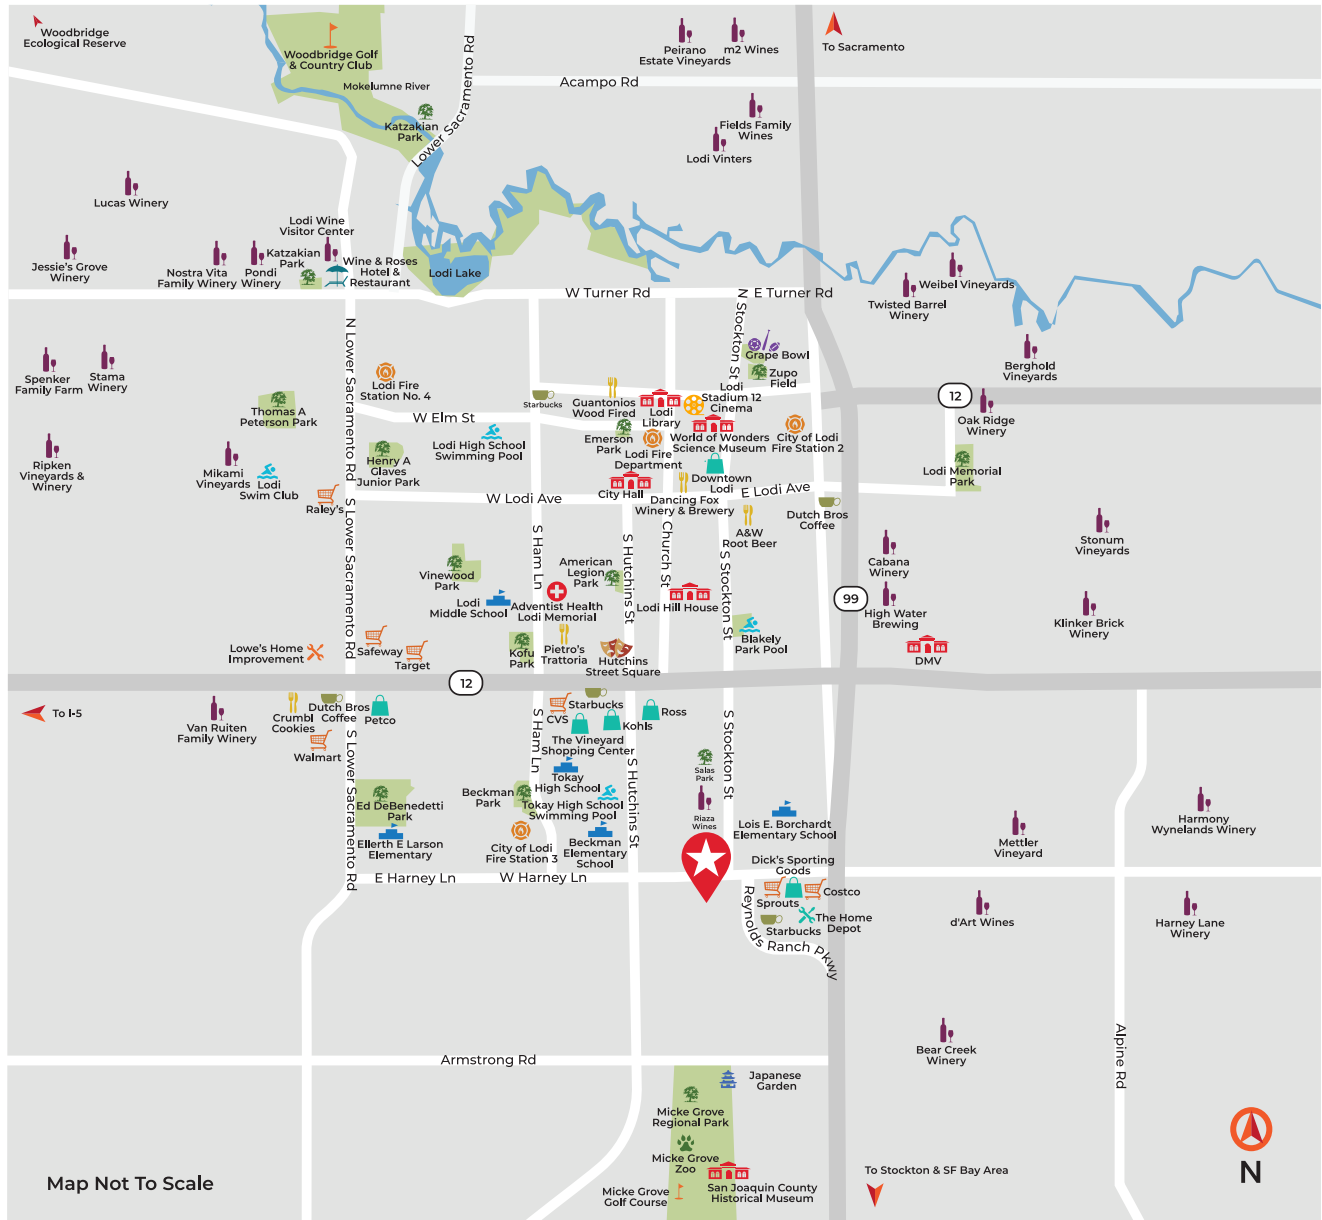 Woodbridge
Ecological Reserve
Woodbridge Golf
& Country Club
Mokelumne River
Katzakian
Park
Lower Sacramento Rd
Peirano
Estate Vineyards
m2 Wines
To Sacramento
Acampo Rd
Fields Family
Wines
Lodi Vinters
Lucas Winery
Jessie's Grove
Winery
Nostra Vita
Family Winery
Pondi
Winery
Katzakian
Park
Lodi Wine
Visitor Center
Wine & Roses
Hotel &
Restaurant
Lodi Lake
W Turner Rd
N Stockton St
E Turner Rd
Twisted Barrel
Winery
Weibel Vineyards
Berghold
Vineyards
Spenker
Family Farm
Stama
Winery
Thomas A
Peterson Park
N Lower Sacramento Rd
Lodi Fire
Station No. 4
W Elm St
Starbucks
Guantonios
Wood Fired
Lodi
Library
Lodi
Stadium 12
Cinema
Grape Bowl
Zupo
Field
12
Oak Ridge
Winery
Ripken
Vineyards &
Winery
Mikami
Vineyards
Lodi
Swim Club
Raley's
Henry A
Glaves
Junior Park
Lodi High School
Swimming Pool
Emerson
Park
Lodi Fire
Department
World of Wonders
Science Museum
City of Lodi
Fire Station 2
Downtown
Lodi
Lodi Memorial
Park
City Hall
W Lodi Ave
Dancing Fox
Winery & Brewery
E Lodi Ave
A&W
Root Beer
Dutch Bros
Coffee
Stonum
Vineyards
S Lower Sacramento Rd
S Ham Ln
S Hutchins St
Church St
S Stockton St
Vinewood
Park
Lodi
Middle School
Adventist Health
Lodi Memorial
American
Legion
Park
Lodi Hill House
Cabana
Winery
99
High Water
Brewing
Klinker Brick
Winery
DMV
Blakely
Park Pool
Lowe's Home
Improvement
Safeway
Target
Kofu
Park
Pietro's
Trattoria
Hutchins
Street Square
12
To I-5
Van Ruiten
Family Winery
Crumbl
Cookies
Dutch Bros
Coffee
Petco
Walmart
CVS
Starbucks
The Vineyard
Shopping Center
Kohls
Ross
S Lower Sacramento Rd
S Ham Ln
S Hutchins St
S Stockton St
Tokay
High School
Salas
Park
Riaza
Wines
Ed DeBenedetti
Park
Ellerth E Larson
Elementary
Beckman
Park
Tokay High School
Swimming Pool
City of Lodi
Fire Station 3
Beckman
Elementary
School
Lois E. Borchardt
Elementary School
Mettler
Vineyard
Harmony
Wynelands Winery
E Harney Ln
W Harney Ln
Dick's Sporting
Goods
Sprouts
Costco
Starbucks
The Home
Depot
Reynolds Ranch Pkwy
d'Art Wines
Harney Lane
Winery
Bear Creek
Winery
Alpine Rd
Armstrong Rd
Japanese
Garden
Micke Grove
Regional Park
Micke Grove
Zoo
Micke Grove
Golf Course
San Joaquin County
Historical Museum
To Stockton & SF Bay Area
N
Map Not To Scale